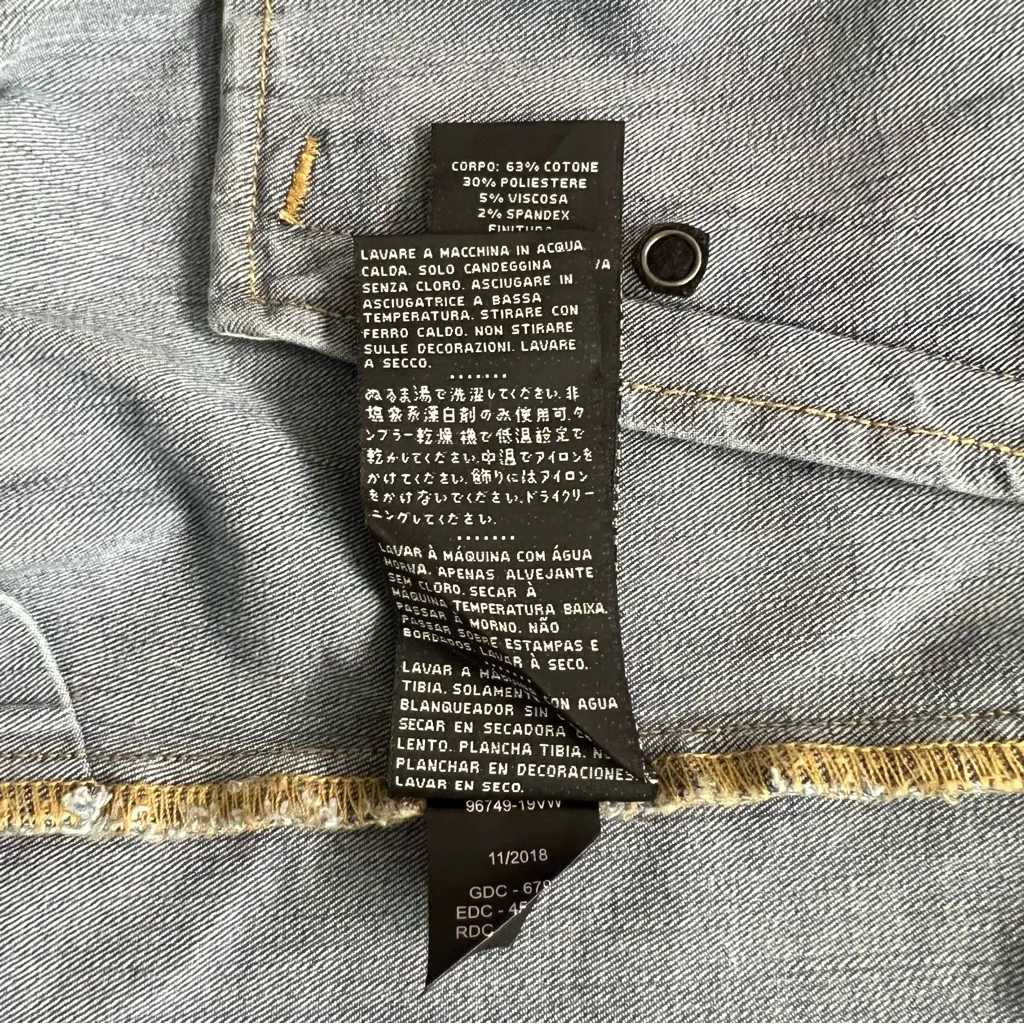 CORPO: 63% COTONE
30% POLIESTERE
5% VISCOSA
2% SPANDEX
FINITURA
LAVARE A MACCHINA IN ACQUA
CALDA. SOLO CANDEGGINA
SENZA CLORO. ASCIUGARE IN
ASCIUGATRICE A BASSA
TEMPERATURA. STIRARE CON
FERRO CALDO. NON STIRARE
SULLE DECORAZIONI. LAVARE
A SECCO.
ぬるま湯で洗濯してください.非
塩素系漂白剤のみ使用可.タ
ンブラー乾燥機で低温設定で
乾かしてください.中温でアイロンを
かけてください.飾りにはアイロン
をかけないでください.ドライクリー
ニングしてください.
LAVAR À MÁQUINA COM ÁGUA
MORNA. APENAS ALVEJANTE
SEM CLORO. SECAR À
MÁQUINA TEMPERATURA BAIXA.
PASSAR A MORNO. NÃO
PASSAR SOBRE ESTAMPAS E
BORDADOS. LAVAR À SECO.
LAVAR A
TIBIA. SOLAMENTE CON AGUA
BLANQUEADOR SIN
SECAR EN SECADORA
LENTO. PLANCHA TIBIA.
PLANCHAR EN DECORACIONES.
LAVAR EN SECO.
96749-19VW
11/2018
GDC -
EDC -
RDC